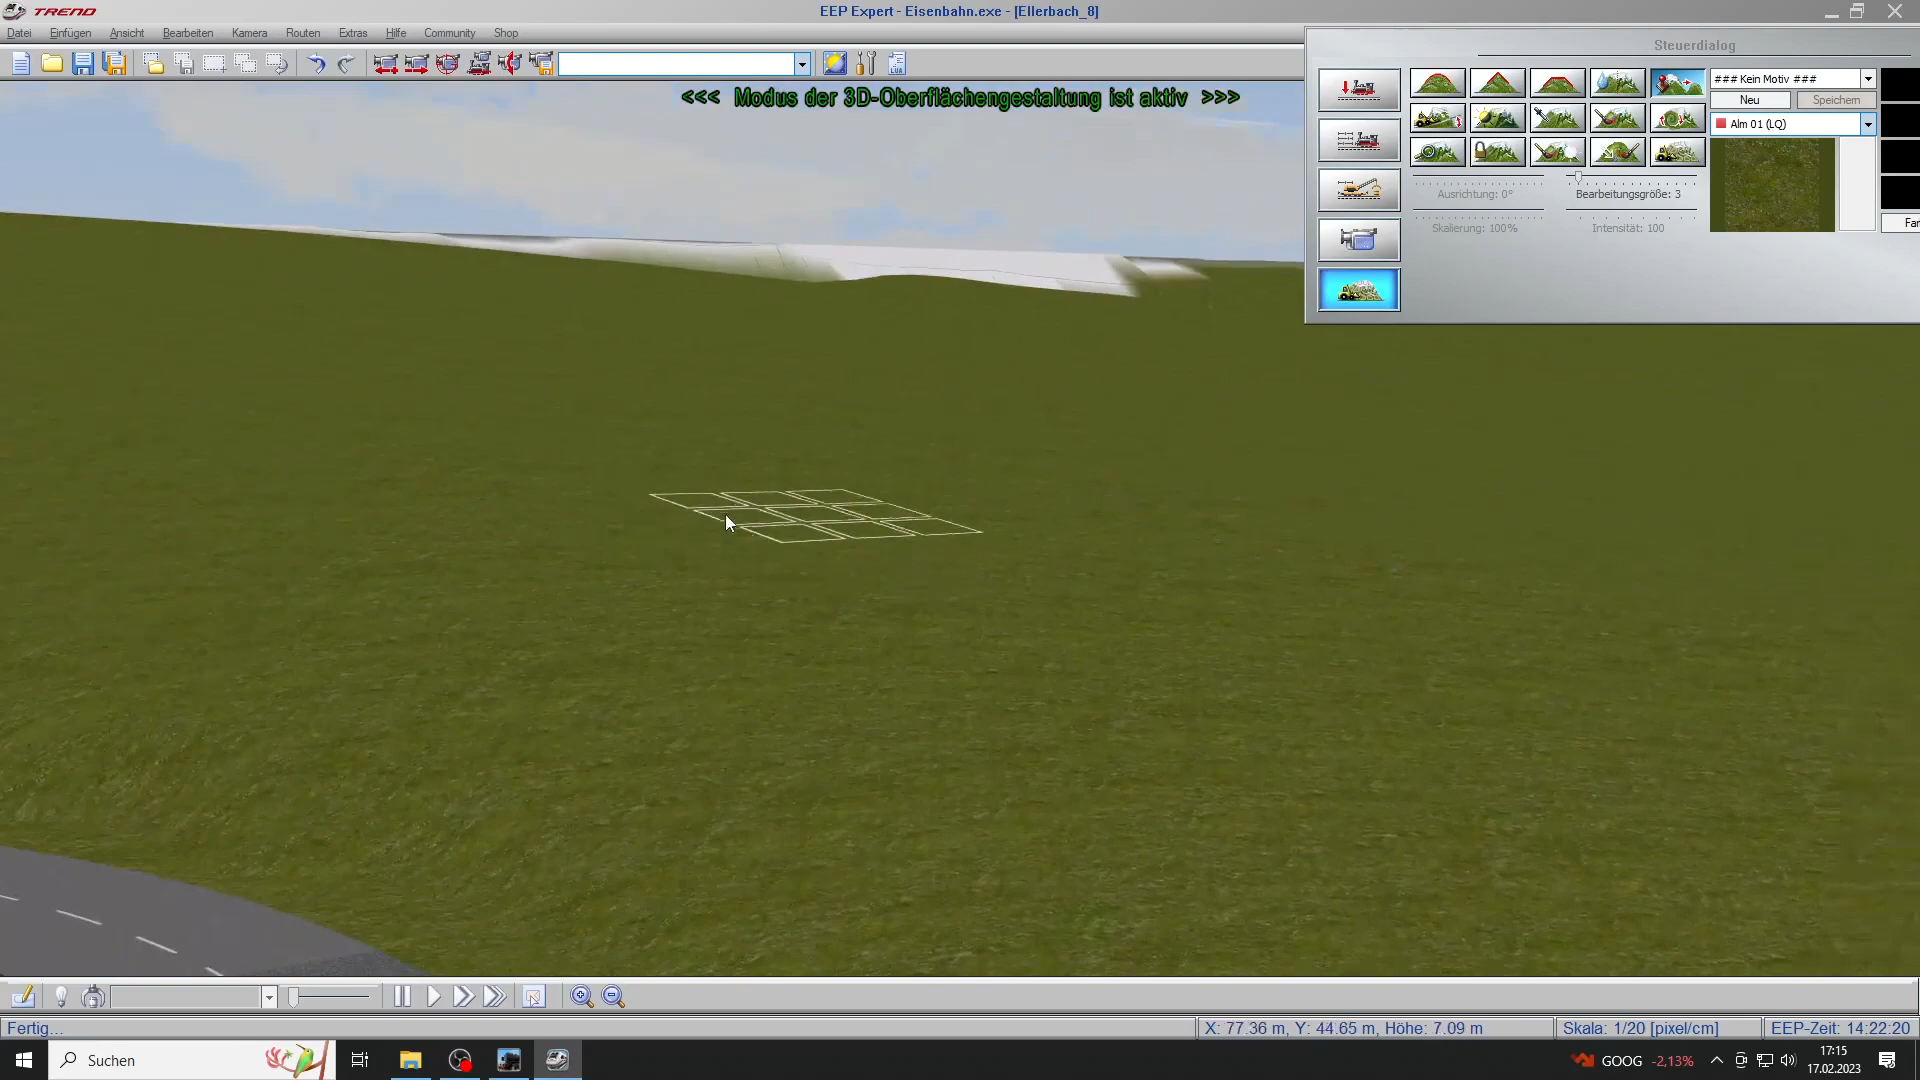 TREND
EEP Expert - Eisenbahn.exe - [Ellerbach_8]
Datei Einfügen Ansicht Bearbeiten Kamera Routen Extras Hilfe Community Shop
Steuerdialog
### Kein Motiv ###
Neu Speichern
Alm 01 (LQ)
Ausrichtung: 0° Bearbeitungsgröße: 3
Skalierung: 100% Intensität: 100
Far
LUA
<<< Modus der 3D-Oberflächengestaltung ist aktiv >>>
Fertig...
X: 77.36 m, Y: 44.65 m, Höhe: 7.09 m
Skala: 1/20 [pixel/cm]
EEP-Zeit: 14:22:20
Suchen
GOOG -2,13%
17:15
17.02.2023